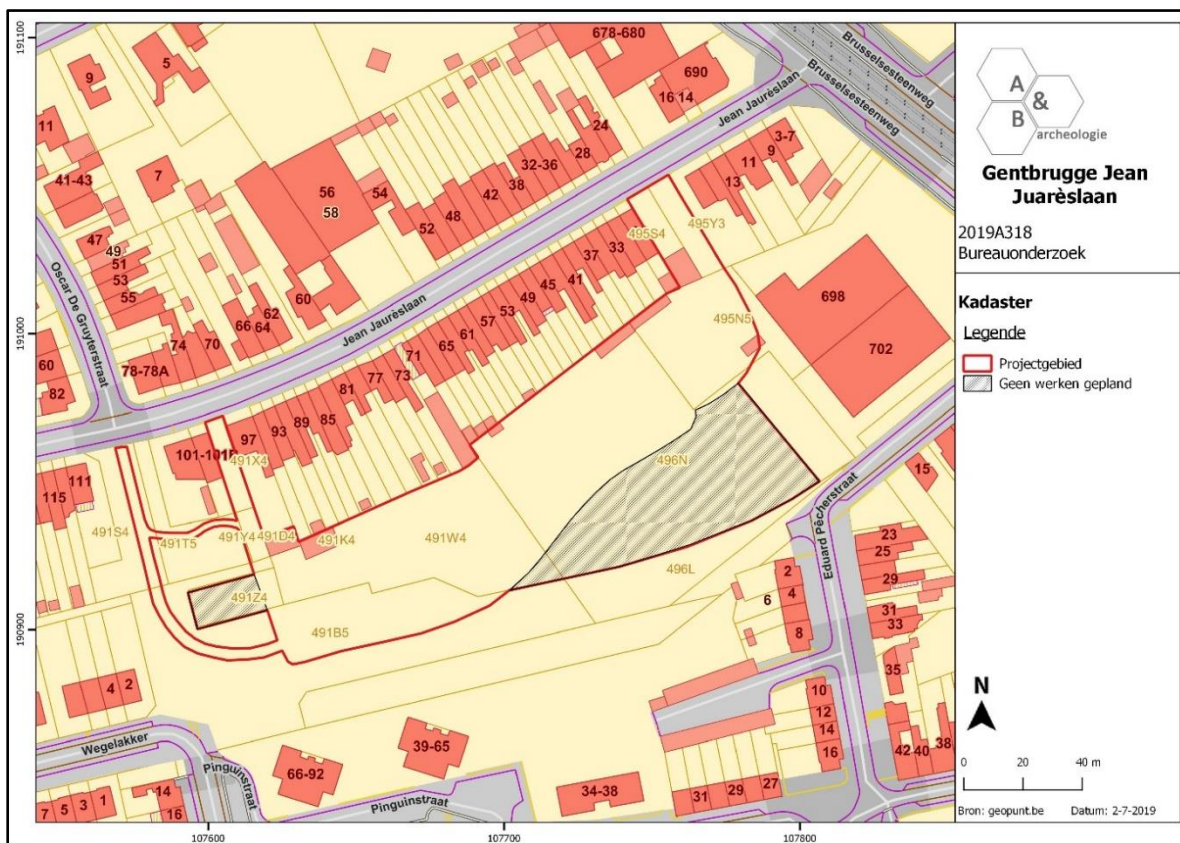 191100
191000
190900
107600
107700
107800
9
5
11
41-43
7
47
49
51
53
55
56
58
54
52
48
42
38
32-36
28
24
678-680
690
16 14
Brusselsesteenweg
Brusselsesteenweg
Jean Jaurèslaan
3-7
9
11
13
495Y3
495S4
33
37
41
45
49
53
57
61
65
71
73
77
81
85
89
93
97
60
62
64
66
70
74
78-78A
Jean Jaurèslaan
Oscar De Gruyterstraat
60
82
495N5
698
702
101-101B
491X4
111
115
491S4
491T5
491Y4
491D4
491K4
491W4
491Z4
491B5
496N
496L
Eduard Pêcherstraat
15
23
25
29
31
33
35
2
4
6
8
10
12
14
16
42
40
38
4
2
Wegelakker
Pinguinstraat
66-92
39-65
Pinguinstraat
34-38
31
29
27
7
5
3
1
14
16
A
&
B
archeologie
Gentbrugge Jean
Juarèslaan
2019A318
Bureauonderzoek
Kadaster
Legende
Projectgebied
Geen werken gepland
N
0 20 40 m
Bron: geopunt.be Datum: 2-7-2019